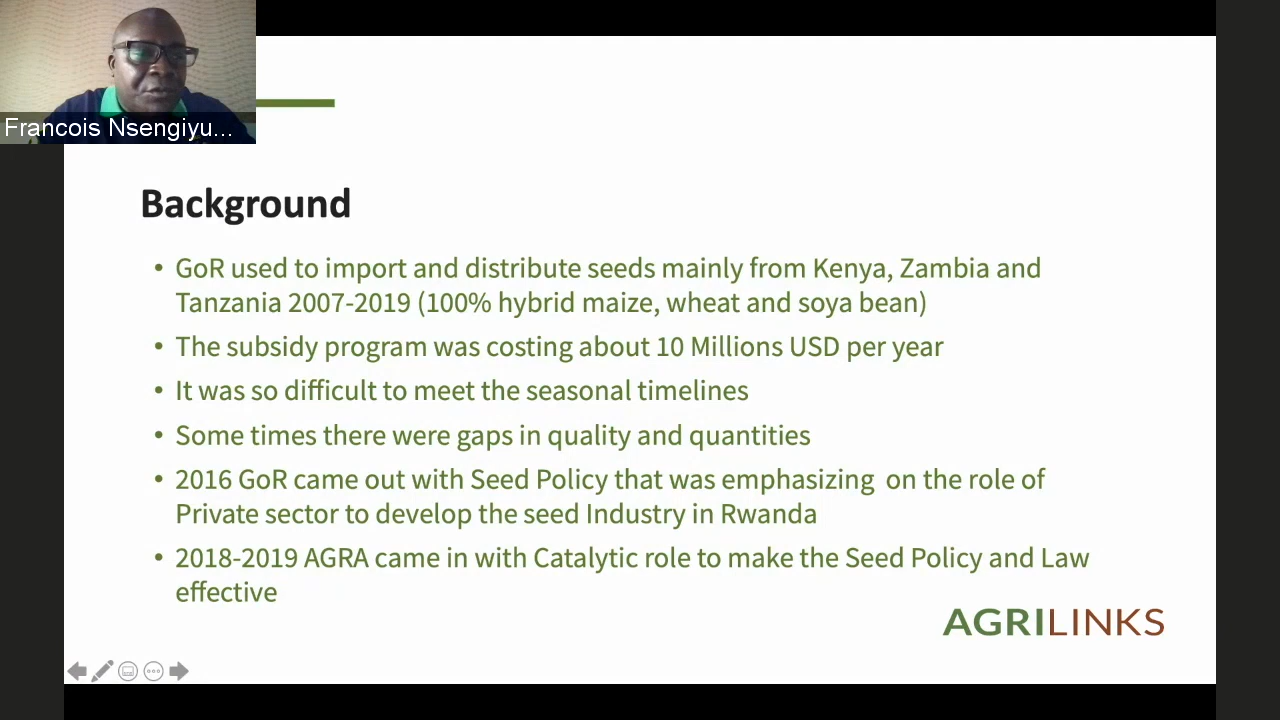 Francois Nsengiyu...
Background
• GoR used to import and distribute seeds mainly from Kenya, Zambia and
Tanzania 2007-2019 (100% hybrid maize, wheat and soya bean)
• The subsidy program was costing about 10 Millions USD per year
• It was so difficult to meet the seasonal timelines
• Some times there were gaps in quality and quantities
• 2016 GoR came out with Seed Policy that was emphasizing  on the role of
Private sector to develop the seed Industry in Rwanda
• 2018-2019 AGRA came in with Catalytic role to make the Seed Policy and Law
effective
AGRILINKS